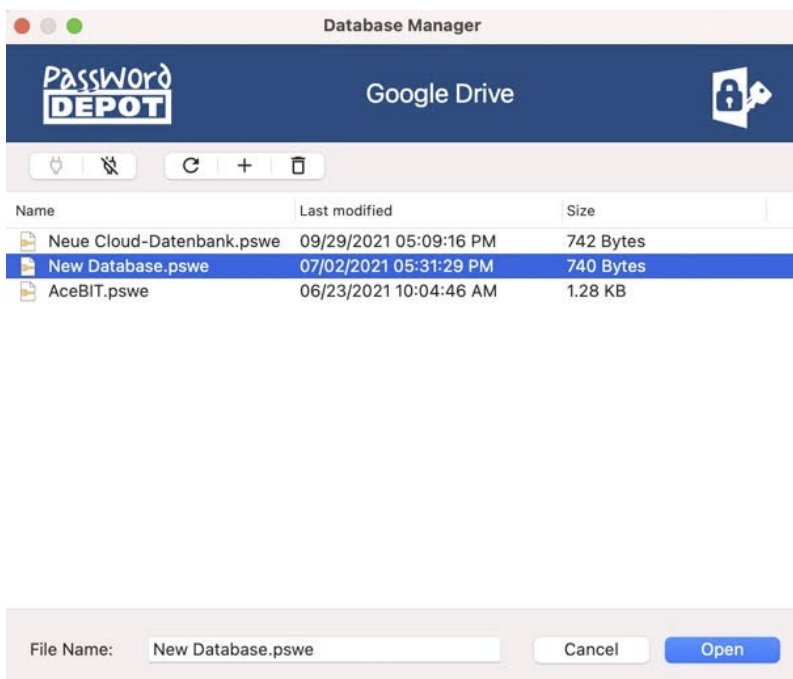 Database Manager
Password
DEPOT
Google Drive
Name Last modified Size
Neue Cloud-Datenbank.pswe 09/29/2021 05:09:16 PM 742 Bytes
New Database.pswe 07/02/2021 05:31:29 PM 740 Bytes
AceBIT.pswe 06/23/2021 10:04:46 AM 1.28 KB
File Name: New Database.pswe Cancel Open